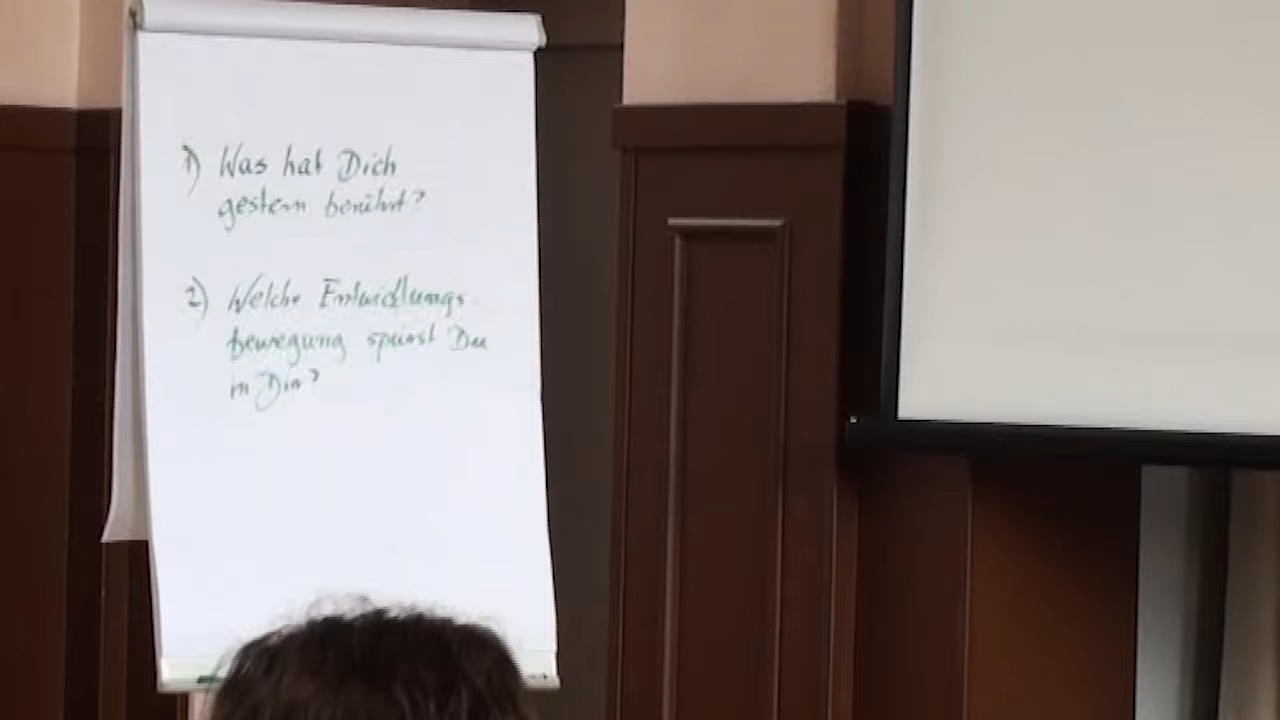 1) Was hat Dich
gestern berührt?
2) Welche Entwicklungs-
bewegung spürst Du
in Dir?